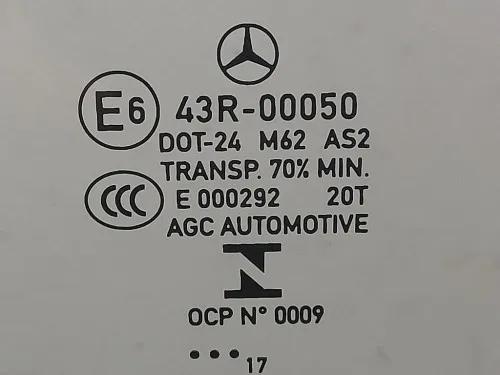 E6 43R-00050
DOT-24 M62 AS2
TRANSP. 70% MIN.
CCC E 000292 20T
AGC AUTOMOTIVE
OCP N° 0009
••• 17